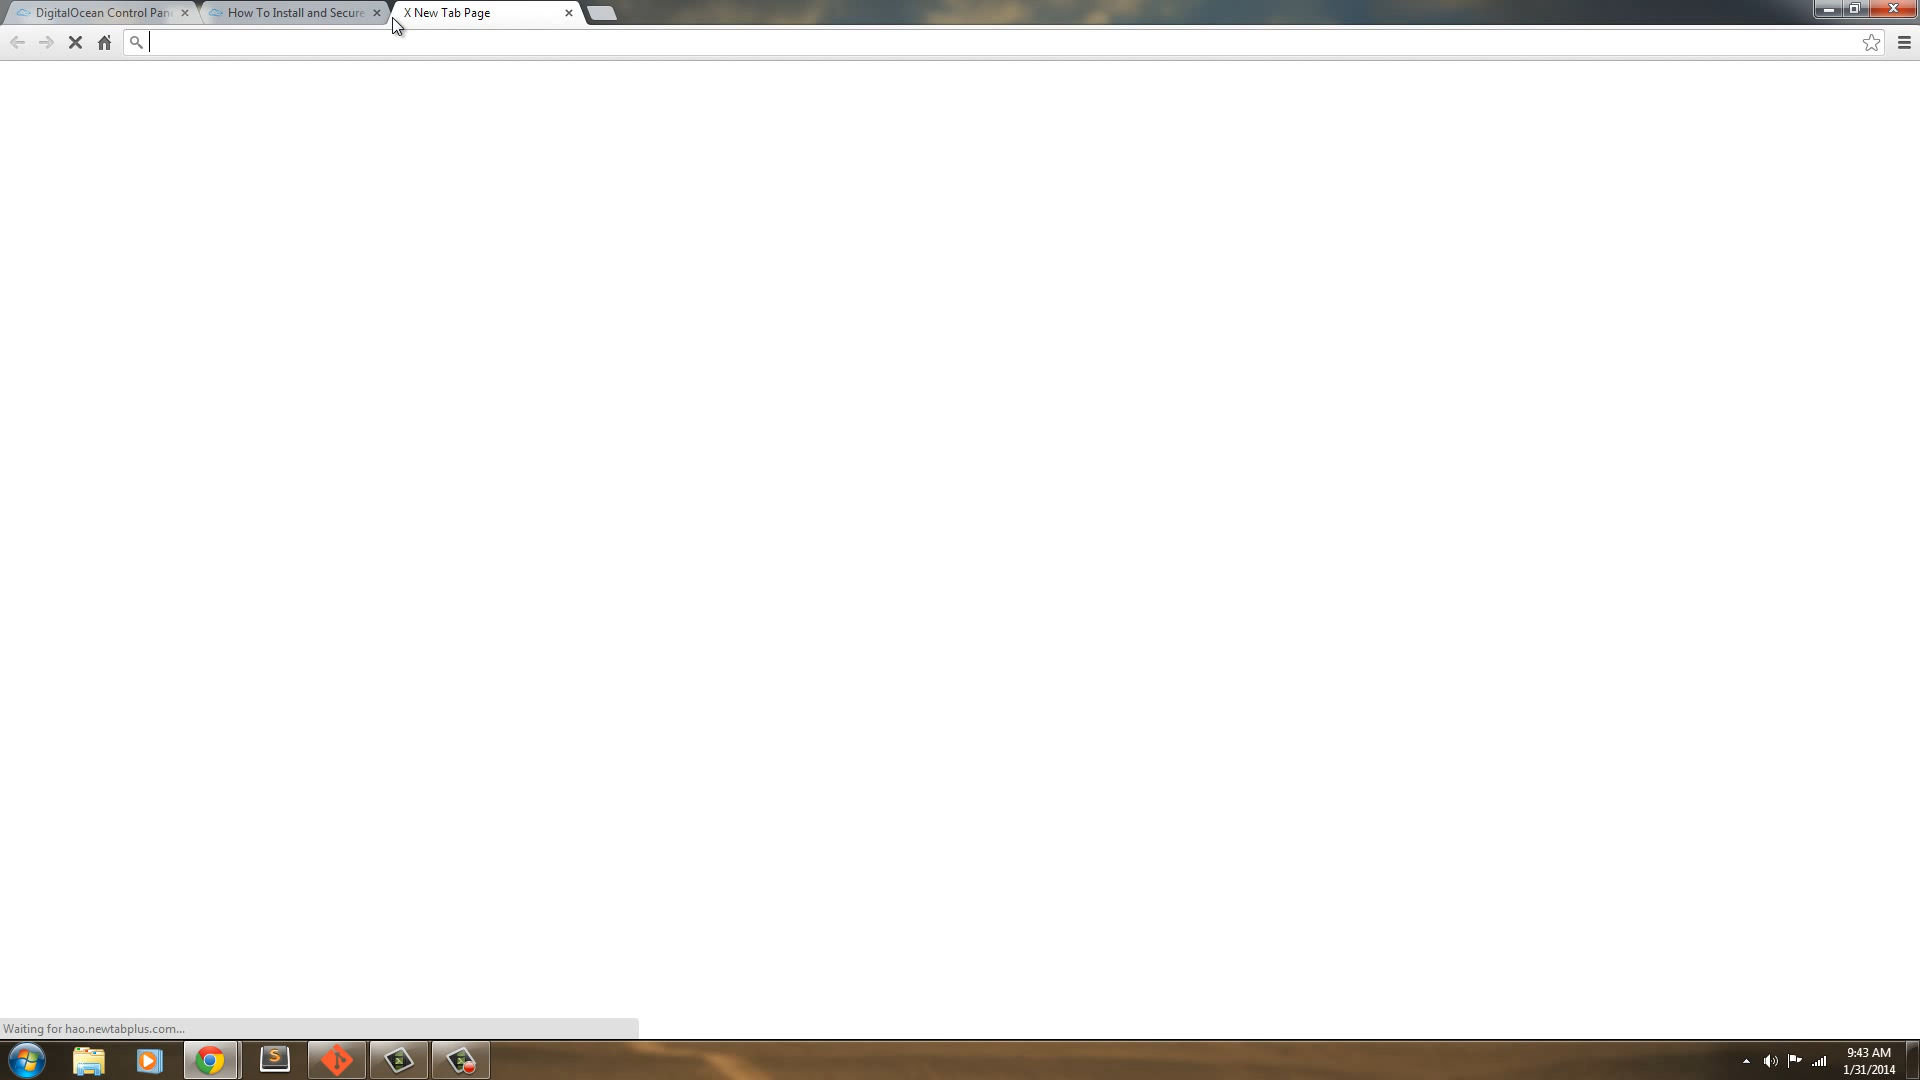 DigitalOcean Control Pan
How To Install and Secure
X New Tab Page
Waiting for hao.newtabplus.com...
S
9:43 AM
1/31/2014